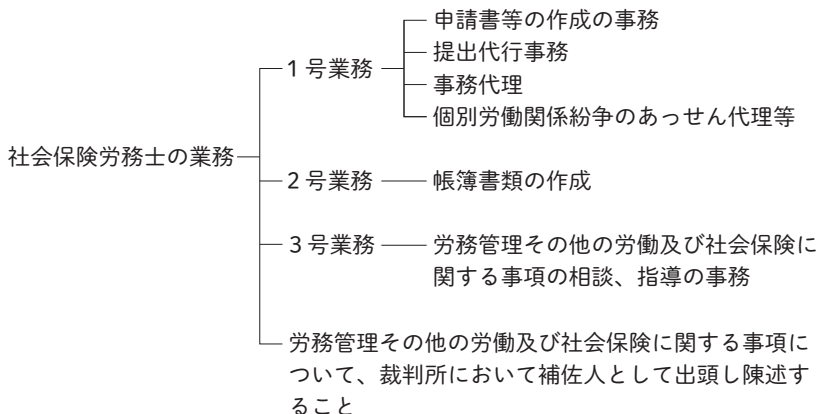 社会保険労務士の業務
1号業務
申請書等の作成の事務
提出代行事務
事務代理
個別労働関係紛争のあっせん代理等
2号業務
帳簿書類の作成
3号業務
労務管理その他の労働及び社会保険に
関する事項の相談、指導の事務
労務管理その他の労働及び社会保険に関する事項に
ついて、裁判所において補佐人として出頭し陳述す
ること